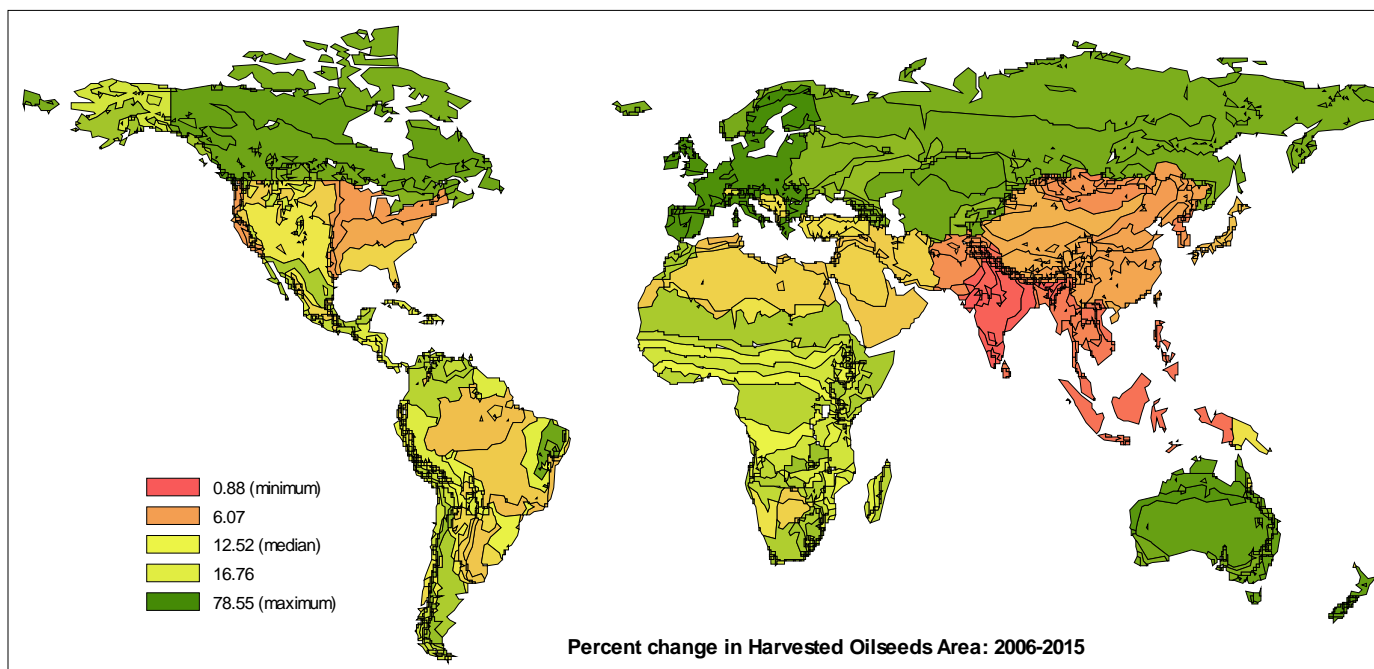 0.88 (minimum)
6.07
12.52 (median)
16.76
78.55 (maximum)
Percent change in Harvested Oilseeds Area: 2006-2015